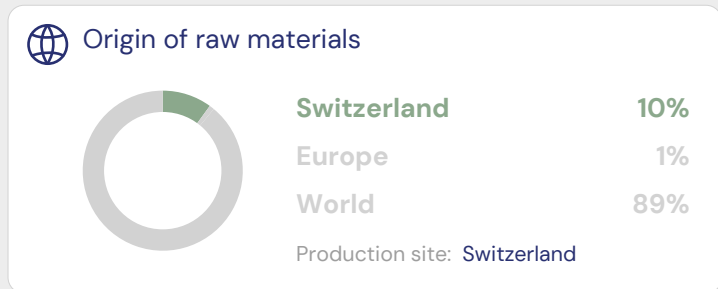 Origin of raw materials
Switzerland 10%
Europe 1%
World 89%
Production site: Switzerland